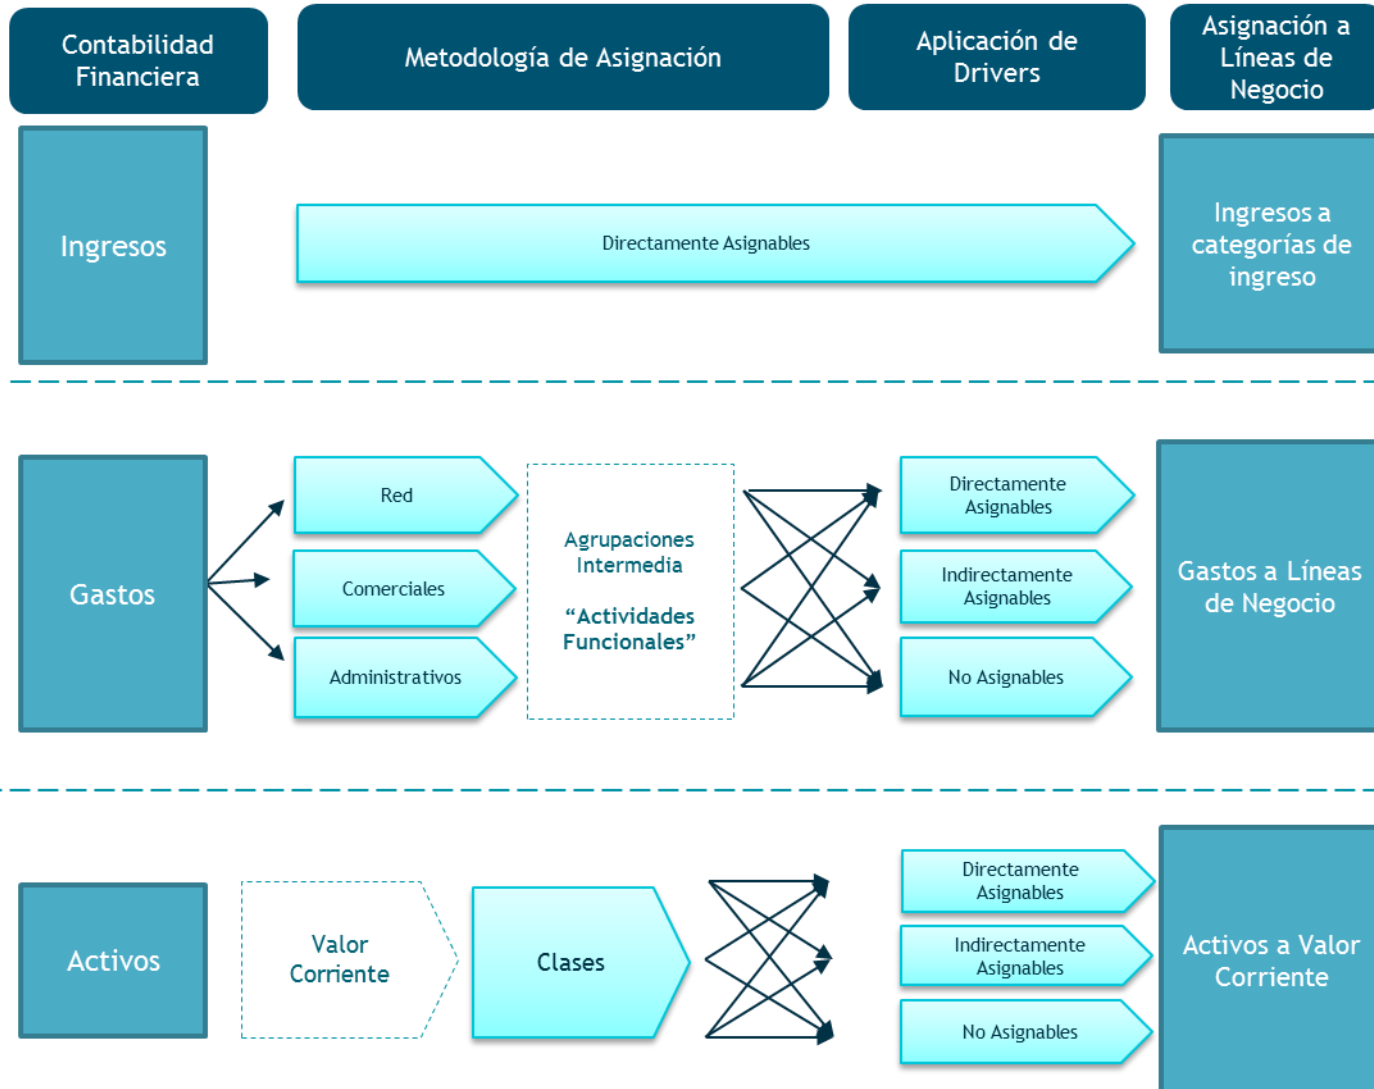 Contabilidad
Financiera
Metodología de Asignación
Aplicación de
Drivers
Asignación a
Líneas de
Negocio
Ingresos
Directamente Asignables
Ingresos a
categorías de
ingreso
Gastos
Red
Comerciales
Administrativos
Agrupaciones
Intermedia
“Actividades
Funcionales”
Directamente
Asignables
Indirectamente
Asignables
No Asignables
Gastos a Líneas
de Negocio
Activos
Valor
Corriente
Clases
Directamente
Asignables
Indirectamente
Asignables
No Asignables
Activos a Valor
Corriente